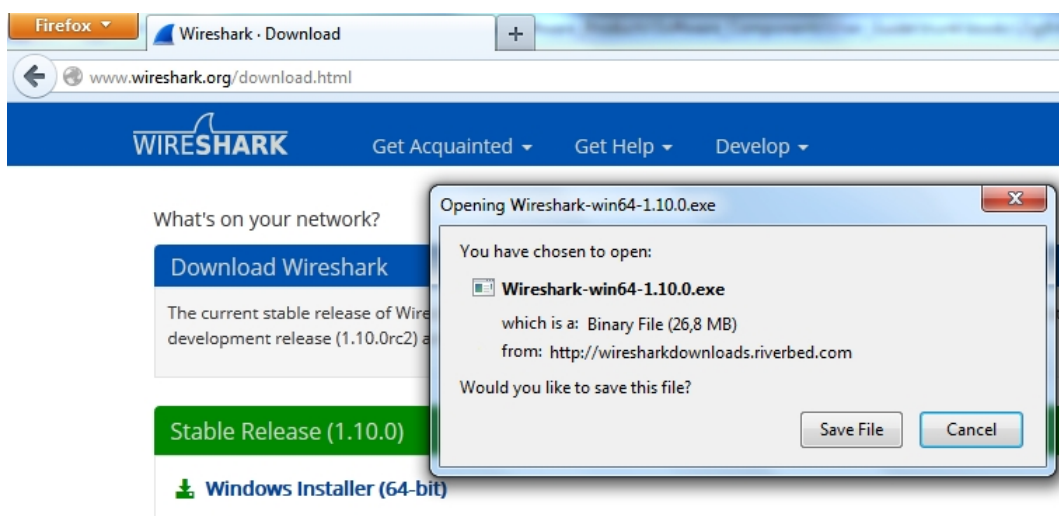 Firefox
Wireshark · Download
+
www.wireshark.org/download.html
WIRESHARK
Get Acquainted
Get Help
Develop
What's on your network?
Download Wireshark
The current stable release of Wire
development release (1.10.0rc2) a
Stable Release (1.10.0)
Windows Installer (64-bit)
Opening Wireshark-win64-1.10.0.exe
x
You have chosen to open:
Wireshark-win64-1.10.0.exe
which is a: Binary File (26,8 MB)
from: http://wiresharkdownloads.riverbed.com
Would you like to save this file?
Save File
Cancel